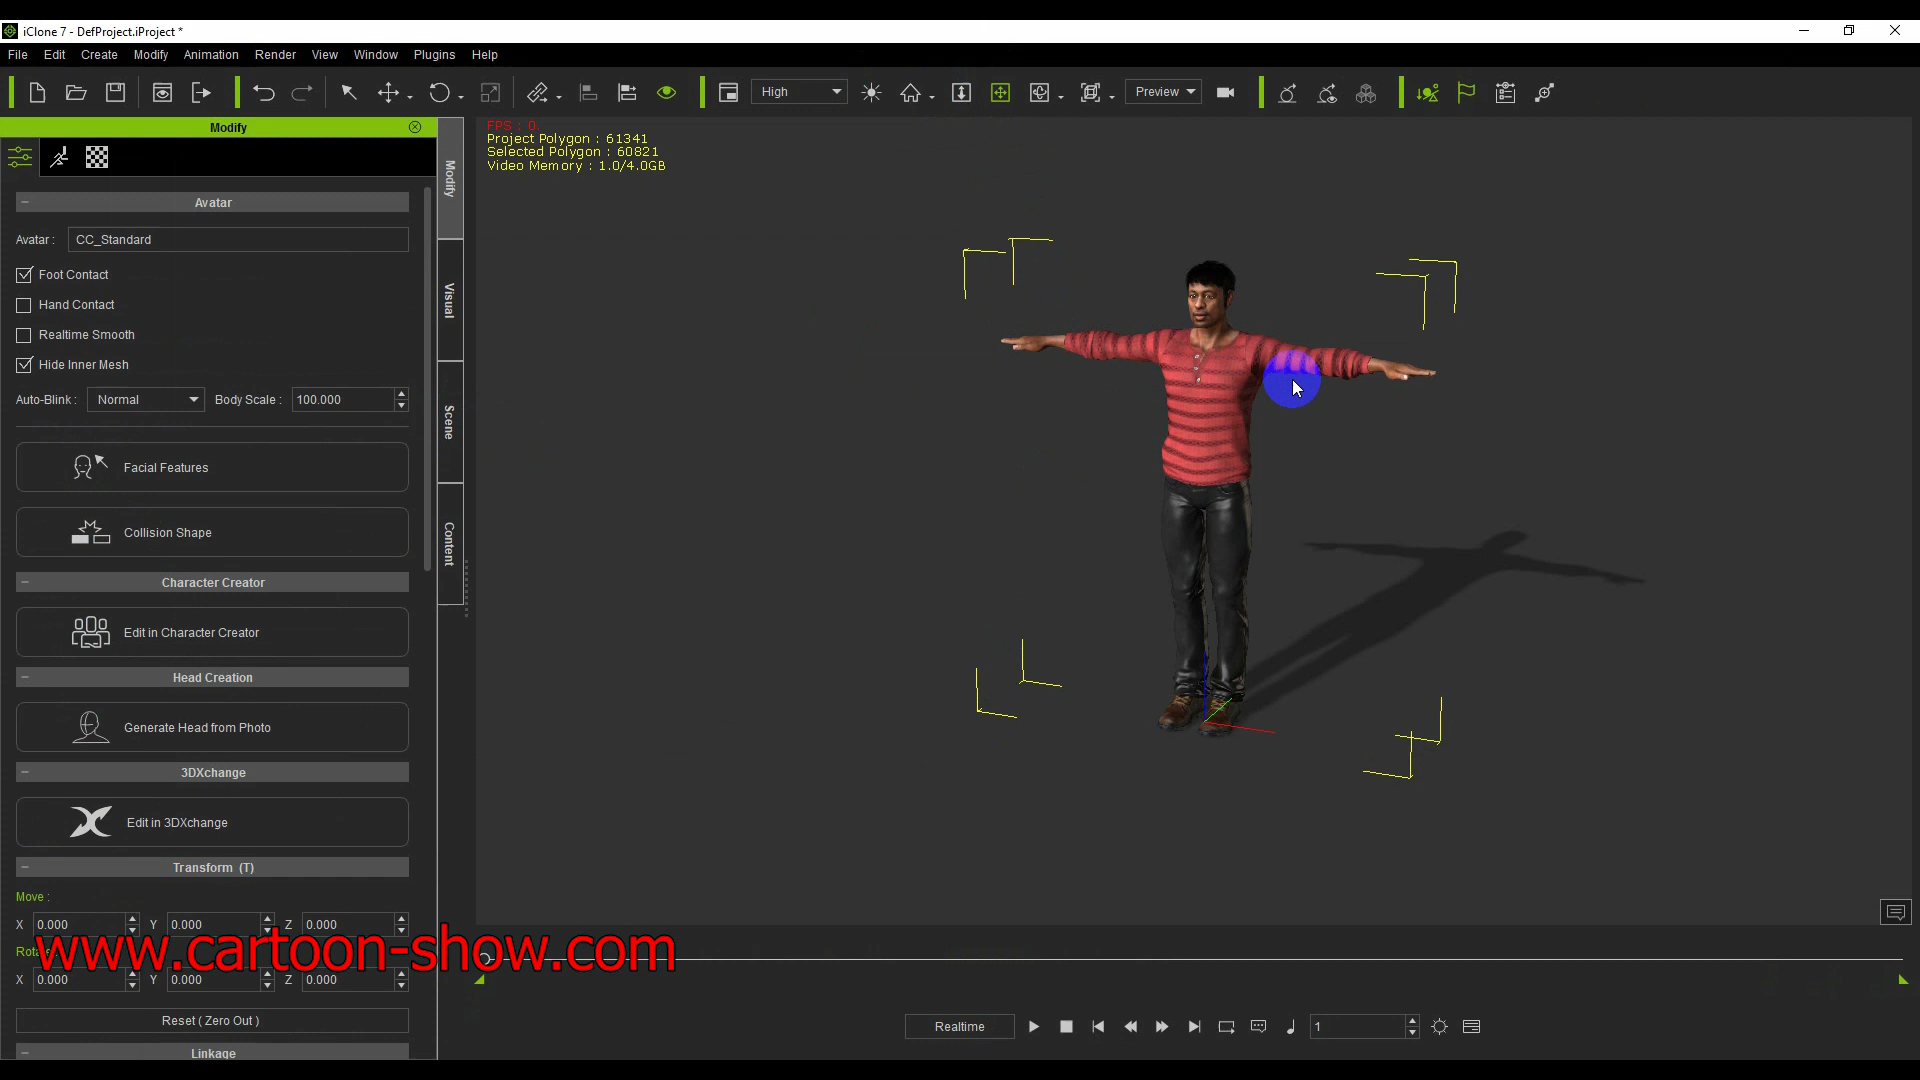 iClone 7 - DefProject.iProject *
File Edit Create Modify Animation Render View Window Plugins Help
High Preview
Modify
FPS : 0.
Project Polygon : 61341
Selected Polygon : 60821
Video Memory : 1.0/4.0GB
Modify
Visual
Scene
Content
Avatar
Avatar : CC_Standard
Foot Contact
Hand Contact
Realtime Smooth
Hide Inner Mesh
Auto-Blink : Normal Body Scale : 100.000
Facial Features
Collision Shape
Character Creator
Edit in Character Creator
Head Creation
Generate Head from Photo
3DXchange
Edit in 3DXchange
Transform (T)
Move :
X 0.000 Y 0.000 Z 0.000
www.cartoon-show.com
X 0.000 Y 0.000 Z 0.000
Reset ( Zero Out )
Linkage
Realtime 1